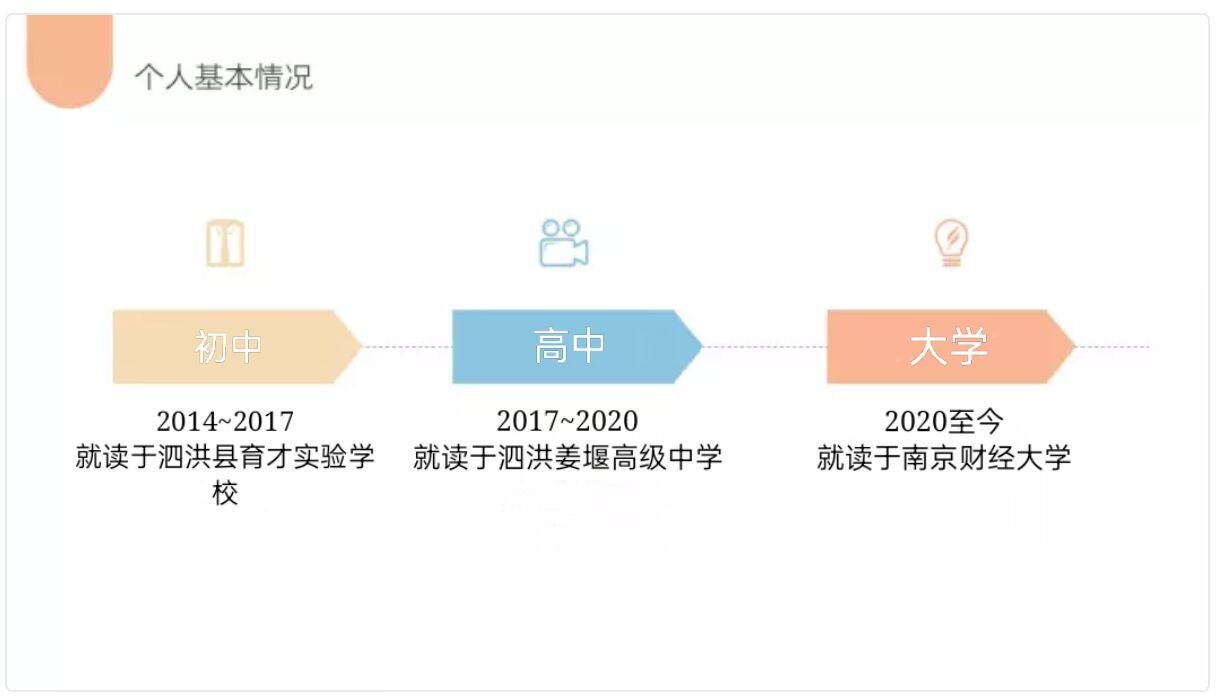 个人基本情况
初中
高中
大学
2014~2017
就读于泗洪县育才实验学
校
2017~2020
就读于泗洪姜堰高级中学
2020至今
就读于南京财经大学